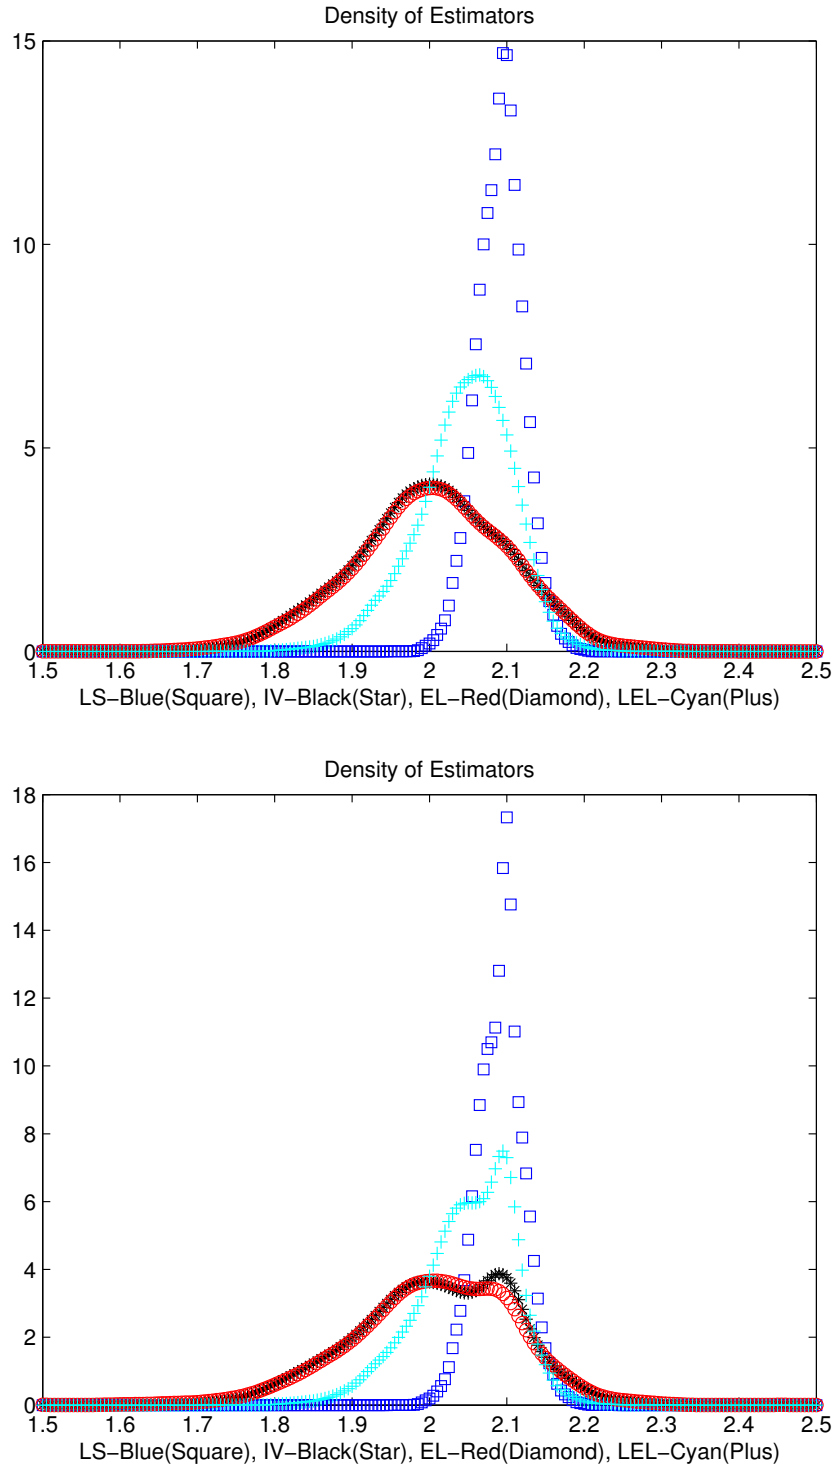 Density of Estimators
15
10
5
0
1.5 1.6 1.7 1.8 1.9 2 2.1 2.2 2.3 2.4 2.5
LS−Blue(Square), IV−Black(Star), EL−Red(Diamond), LEL−Cyan(Plus)
Density of Estimators
18
16
14
12
10
8
6
4
2
0
1.5 1.6 1.7 1.8 1.9 2 2.1 2.2 2.3 2.4 2.5
LS−Blue(Square), IV−Black(Star), EL−Red(Diamond), LEL−Cyan(Plus)